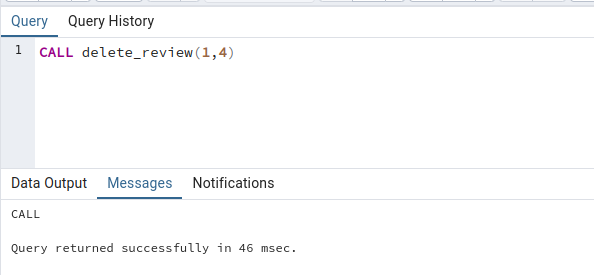 Query Query History
1 CALL delete_review(1,4)
Data Output Messages Notifications
CALL
Query returned successfully in 46 msec.